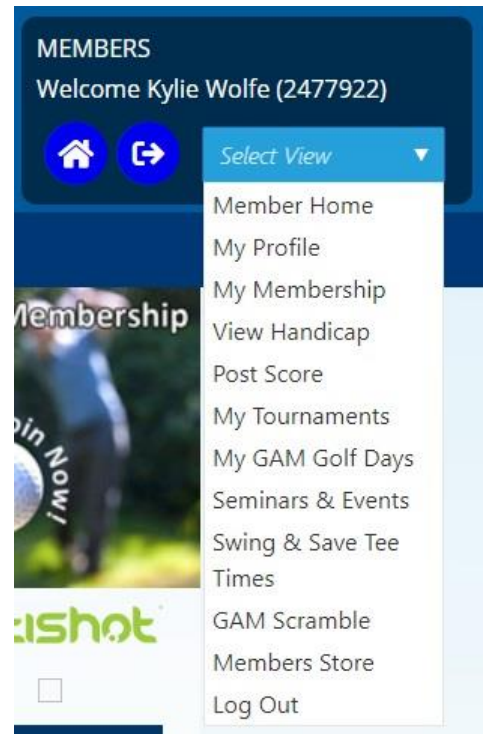 MEMBERS
Welcome Kylie Wolfe (2477922)
Select View
Member Home
My Profile
My Membership
View Handicap
Post Score
My Tournaments
My GAM Golf Days
Seminars & Events
Swing & Save Tee
Times
GAM Scramble
Members Store
Log Out
Membership
Now!